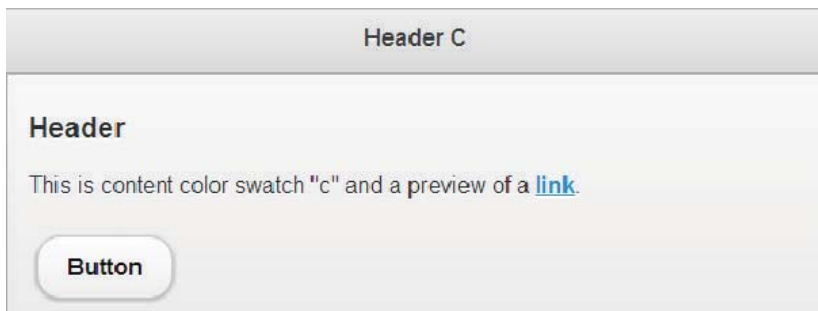 Header C
Header
This is content color swatch "c" and a preview of a link.
Button